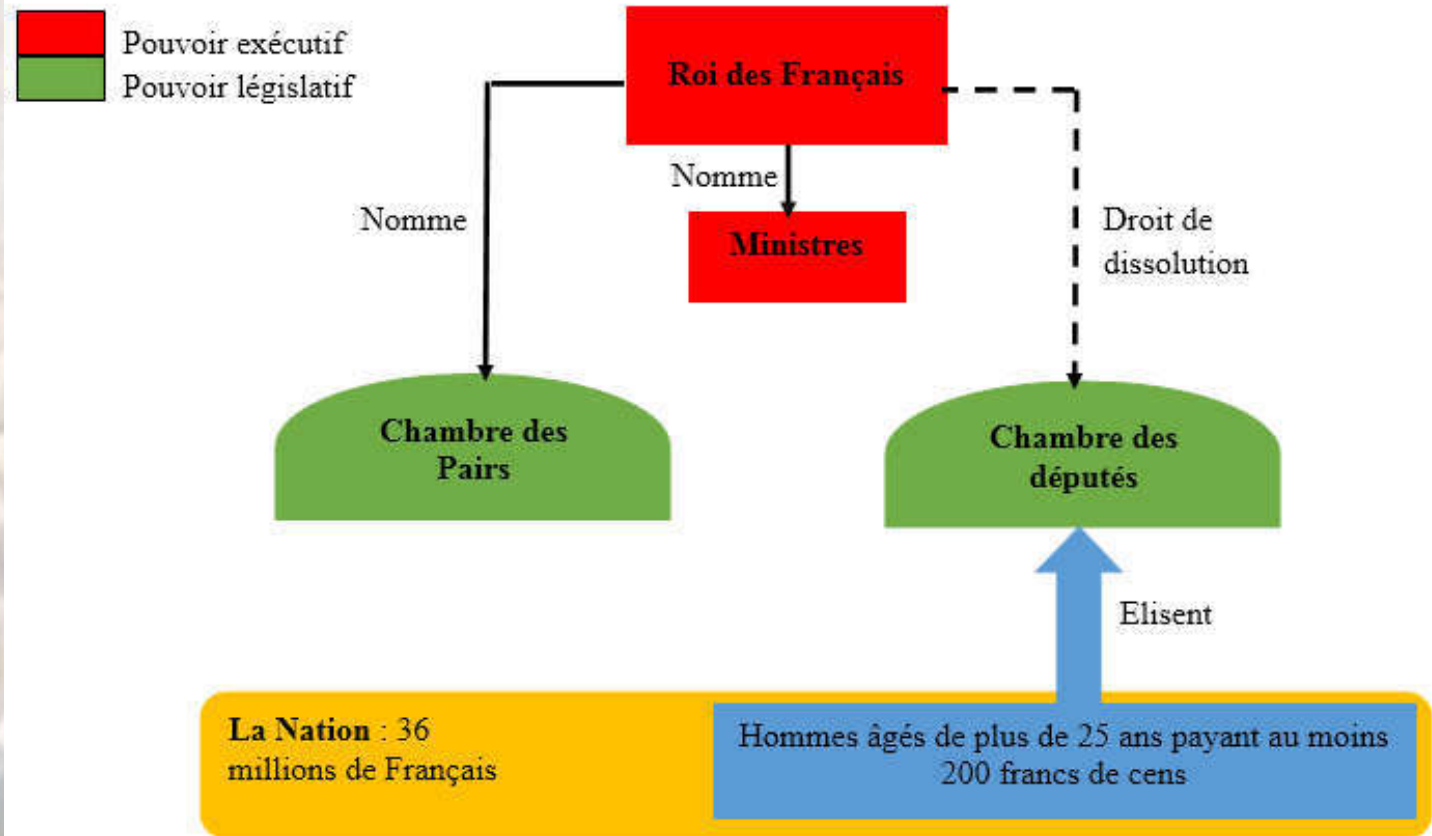 Pouvoir exécutif
Pouvoir législatif
Roi des Français
Nomme
Nomme
Ministres
Droit de
dissolution
Chambre des
Pairs
Chambre des
députés
Elisent
La Nation : 36
millions de Français
Hommes âgés de plus de 25 ans payant au moins
200 francs de cens